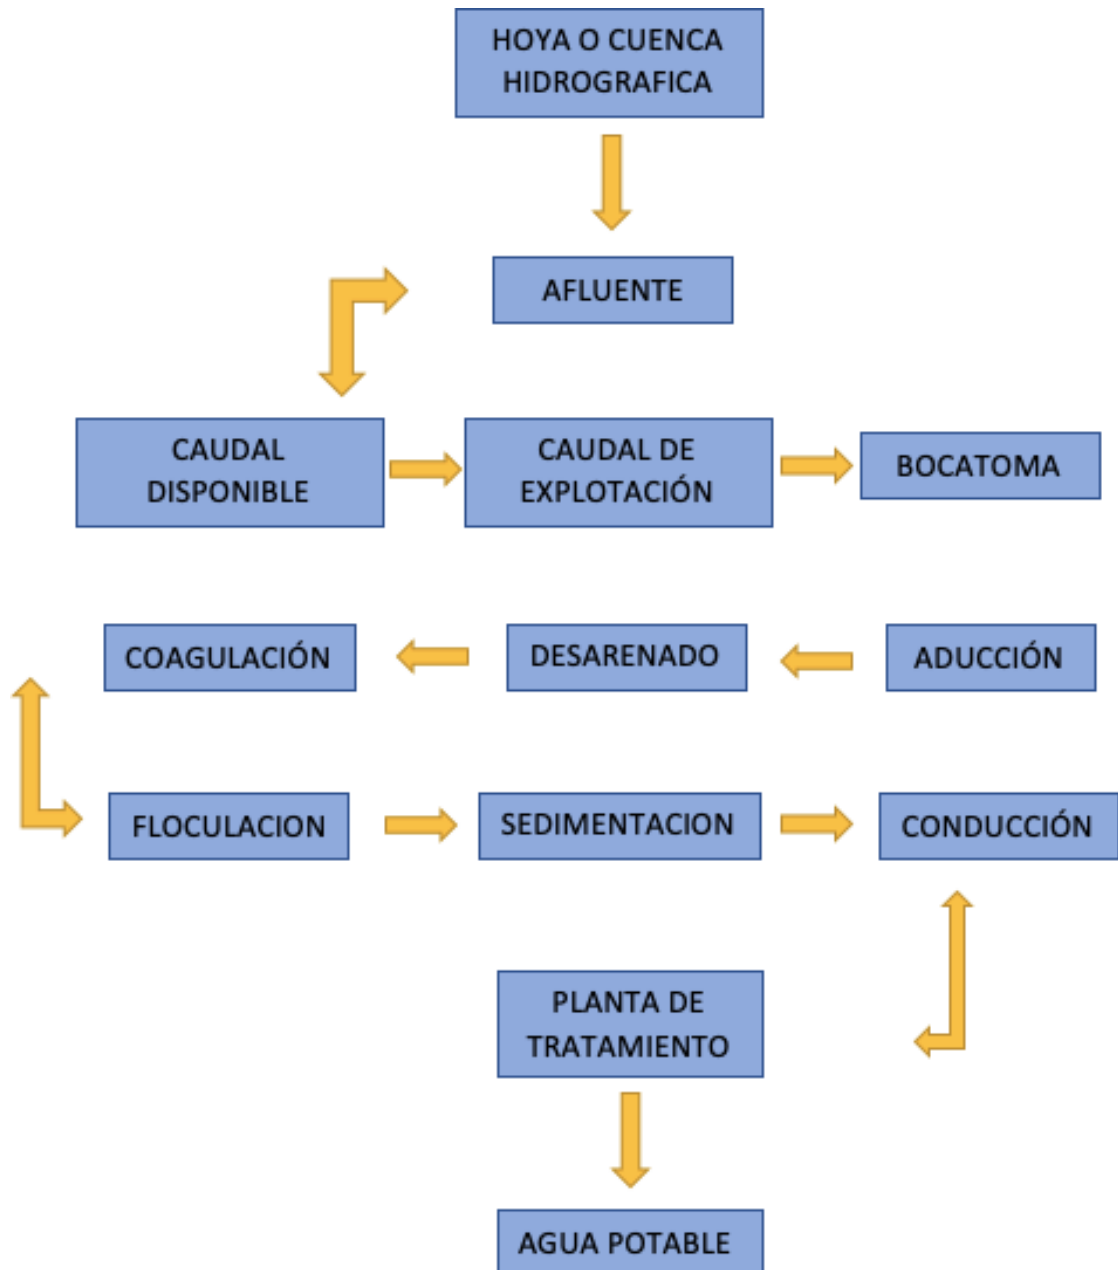 HOYA O CUENCA
HIDROGRAFICA
AFLUENTE
CAUDAL
DISPONIBLE
CAUDAL DE
EXPLOTACIÓN
BOCATOMA
COAGULACIÓN
DESARENADO
ADUCCIÓN
FLOCULACION
SEDIMENTACION
CONDUCCIÓN
PLANTA DE
TRATAMIENTO
AGUA POTABLE